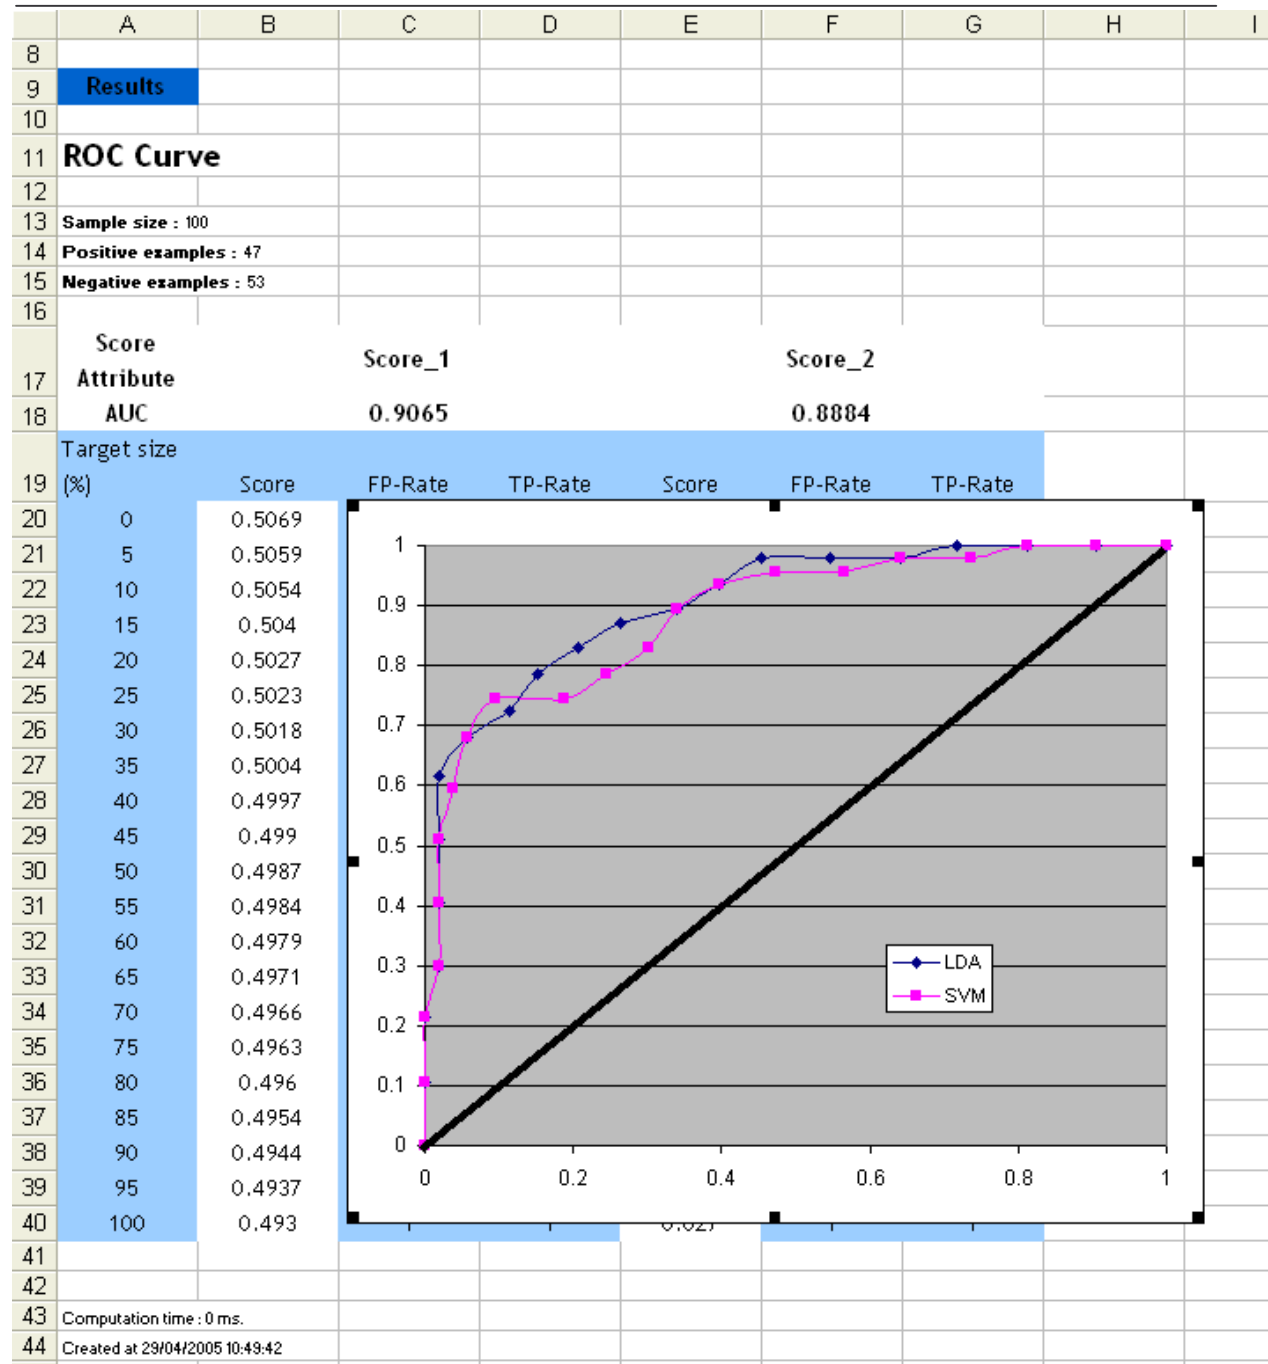 A B C D E F G H I
8
9 Results
10
11 ROC Curve
12
13 Sample size : 100
14 Positive examples : 47
15 Negative examples : 53
16
Score
17 Attribute Score_1 Score_2
18 AUC 0.9065 0.8884
Target size
19 (%) Score FP-Rate TP-Rate Score FP-Rate TP-Rate
20 0 0.5069
21 5 0.5059
22 10 0.5054
23 15 0.504
24 20 0.5027
25 25 0.5023
26 30 0.5018
27 35 0.5004
28 40 0.4997
29 45 0.499
30 50 0.4987
31 55 0.4984
32 60 0.4979
33 65 0.4971
34 70 0.4966
35 75 0.4963
36 80 0.496
37 85 0.4954
38 90 0.4944
39 95 0.4937
40 100 0.493
1
0.9
0.8
0.7
0.6
0.5
0.4
0.3
0.2
0.1
0
0 0.2 0.4 0.6 0.8 1
LDA
SVM
41
42
43 Computation time : 0 ms.
44 Created at 29/04/2005 10:49:42